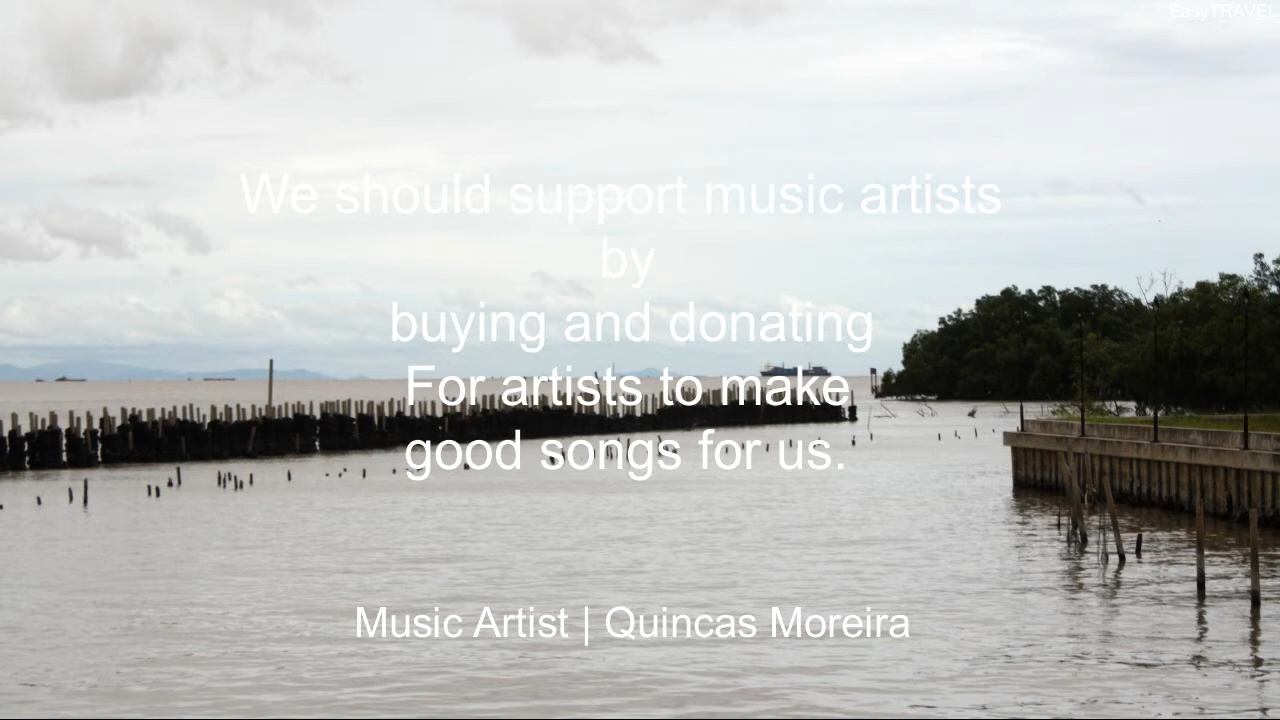 EasyTRAVEL
We should support music artists
by
buying and donating
For artists to make
good songs for us.
Music Artist | Quincas Moreira